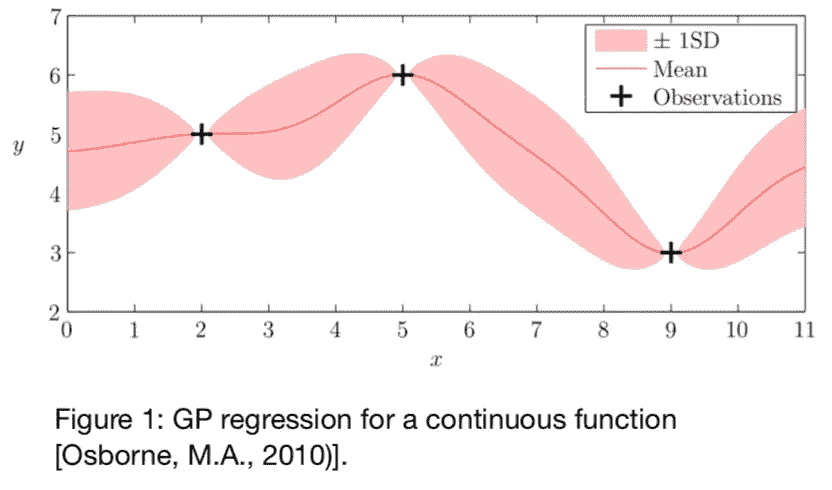 7
6
5
4
3
2
y
± 1SD
Mean
Observations
0 1 2 3 4 5 6 7 8 9 10 11
x
Figure 1: GP regression for a continuous function
[Osborne, M.A., 2010)].